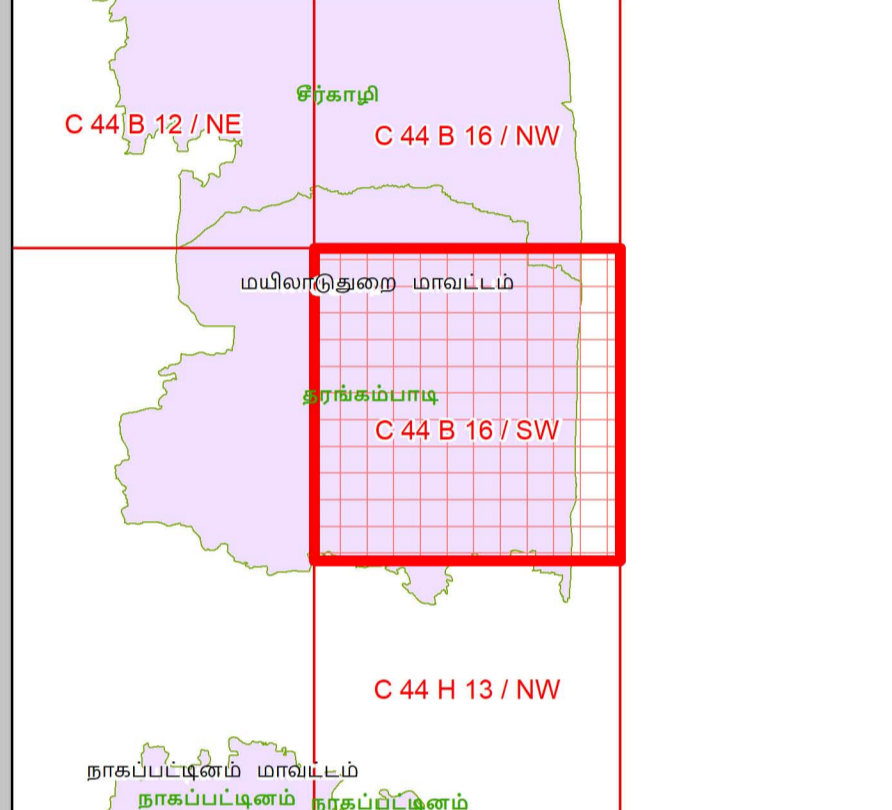 சீர்காழி
C 44 B 12 / NE
C 44 B 16 / NW
மயிலாடுதுறை மாவட்டம்
தரங்கம்பாடி
C 44 B 16 / SW
C 44 H 13 / NW
நாகப்பட்டினம் மாவட்டம்
நாகப்பட்டினம் நாகப்பட்டினம்